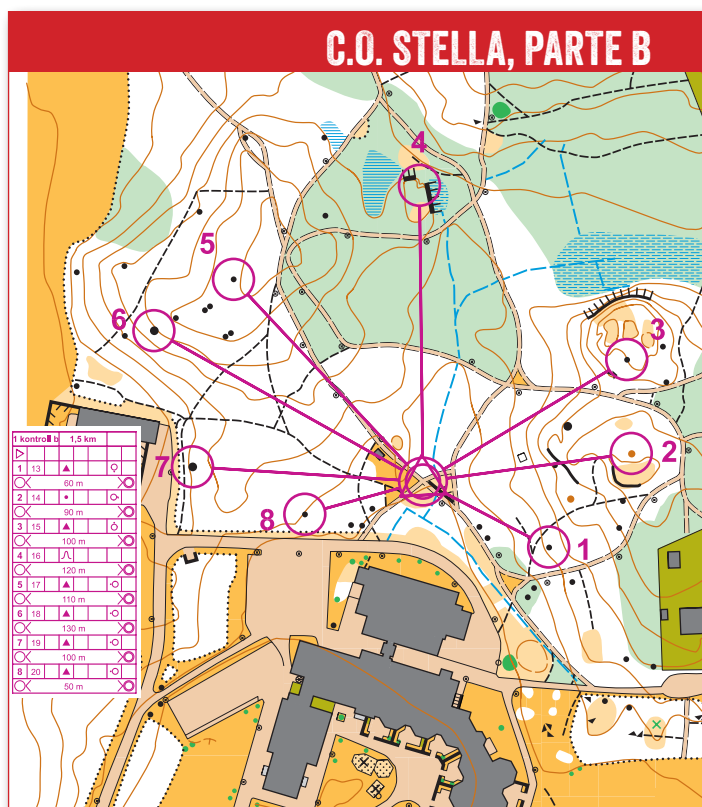 C.O. STELLA, PARTE B
4
5
6
3
7
2
8
1
1 kontroll b 1,5 km
1 13
60 m
2 14
90 m
3 15
100 m
4 16
120 m
5 17
110 m
6 18
130 m
7 19
100 m
8 20
50 m